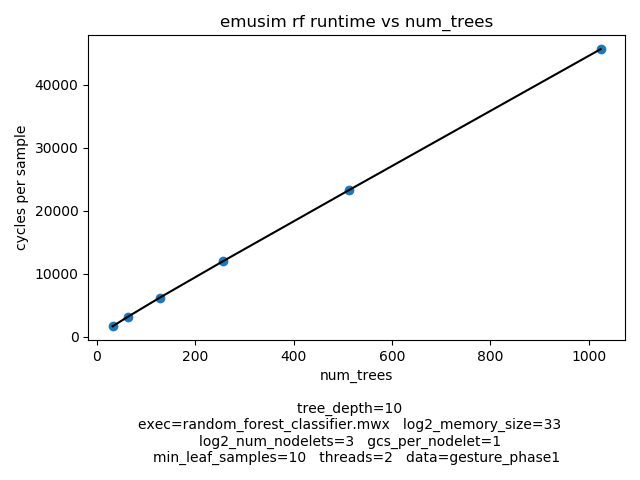 emusim rf runtime vs num_trees
cycles per sample
40000
30000
20000
10000
0
0 200 400 600 800 1000
num_trees
tree_depth=10
exec=random_forest_classifier.mwx log2_memory_size=33
log2_num_nodelets=3 gcs_per_nodelet=1
min_leaf_samples=10 threads=2 data=gesture_phase1